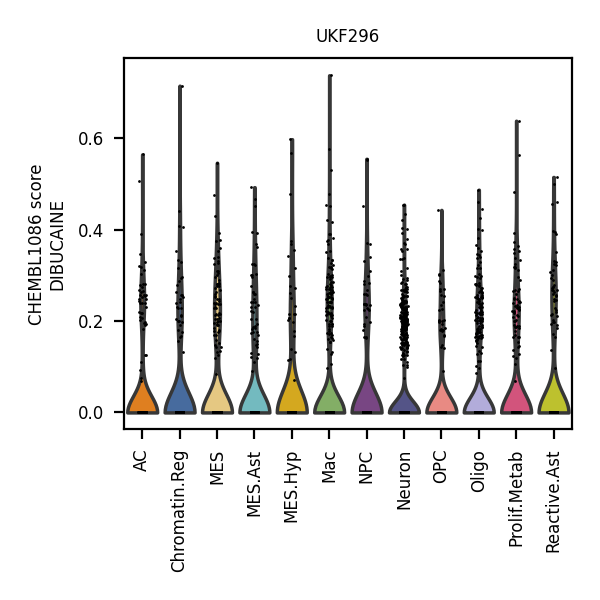 UKF296
CHEMBL1086 score
DIBUCAINE
0.6
0.4
0.2
0.0
AC
Chromatin.Reg
MES
MES.Ast
MES.Hyp
Mac
NPC
Neuron
OPC
Oligo
Prolif.Metab
Reactive.Ast